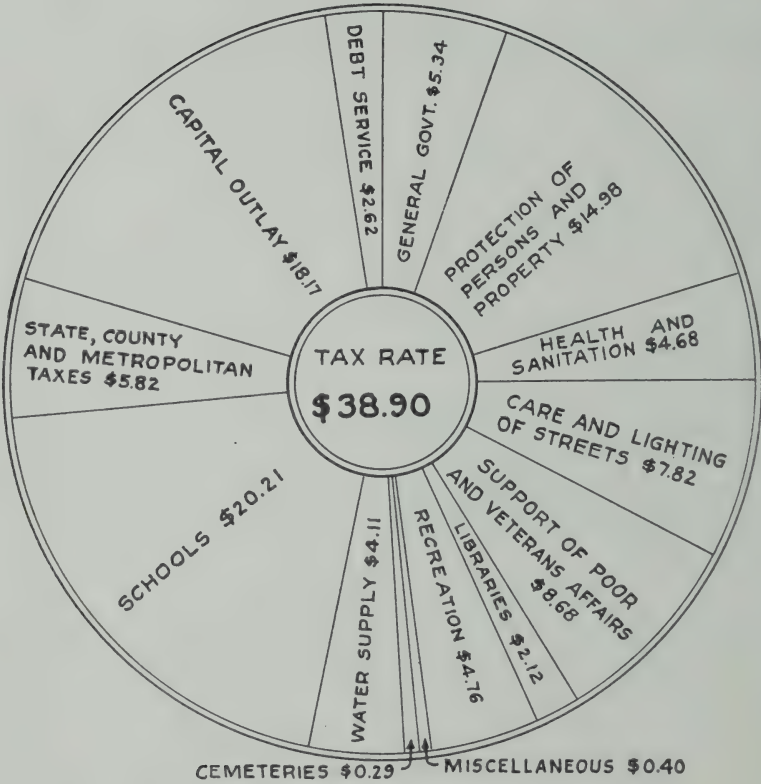 DEBT SERVICE $2.62
GENERAL GOVT. $5.34
PROTECTION OF
PERSONS AND
PROPERTY $14.98
HEALTH AND
SANITATION $4.68
CARE AND LIGHTING
OF STREETS $7.82
SUPPORT OF POOR
AND VETERANS AFFAIRS
$8.68
LIBRARIES $2.12
RECREATION $4.76
MISCELLANEOUS $0.40
CEMETERIES $0.29
WATER SUPPLY $4.11
SCHOOLS $20.21
STATE, COUNTY
AND METROPOLITAN
TAXES $5.82
CAPITAL OUTLAY $18.17
TAX RATE
$38.90